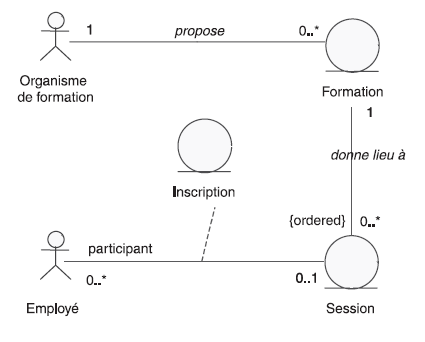 1 propose 0..*
Organisme
de formation
Formation
1
donne lieu à
Inscription
{ordered} 0..*
participant
0..* 0..1
Employé Session